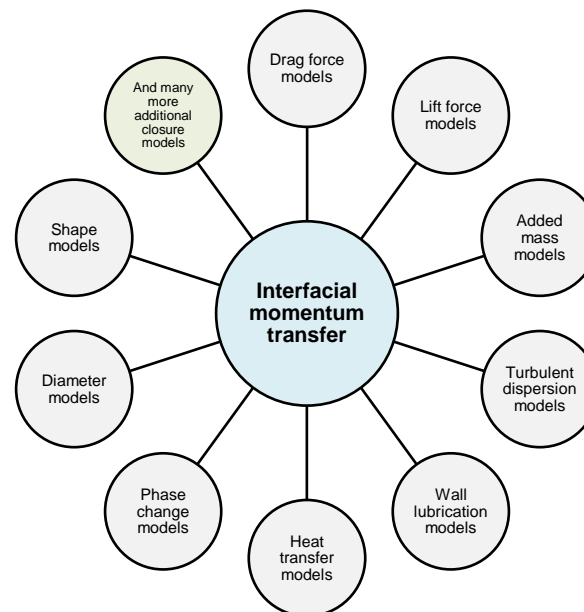 Drag force
models
Lift force
models
Added
mass
models
Turbulent
dispersion
models
Wall
lubrication
models
Heat
transfer
models
Phase
change
models
Diameter
models
Shape
models
And many
more
additional
closure
models
Interfacial
momentum
transfer